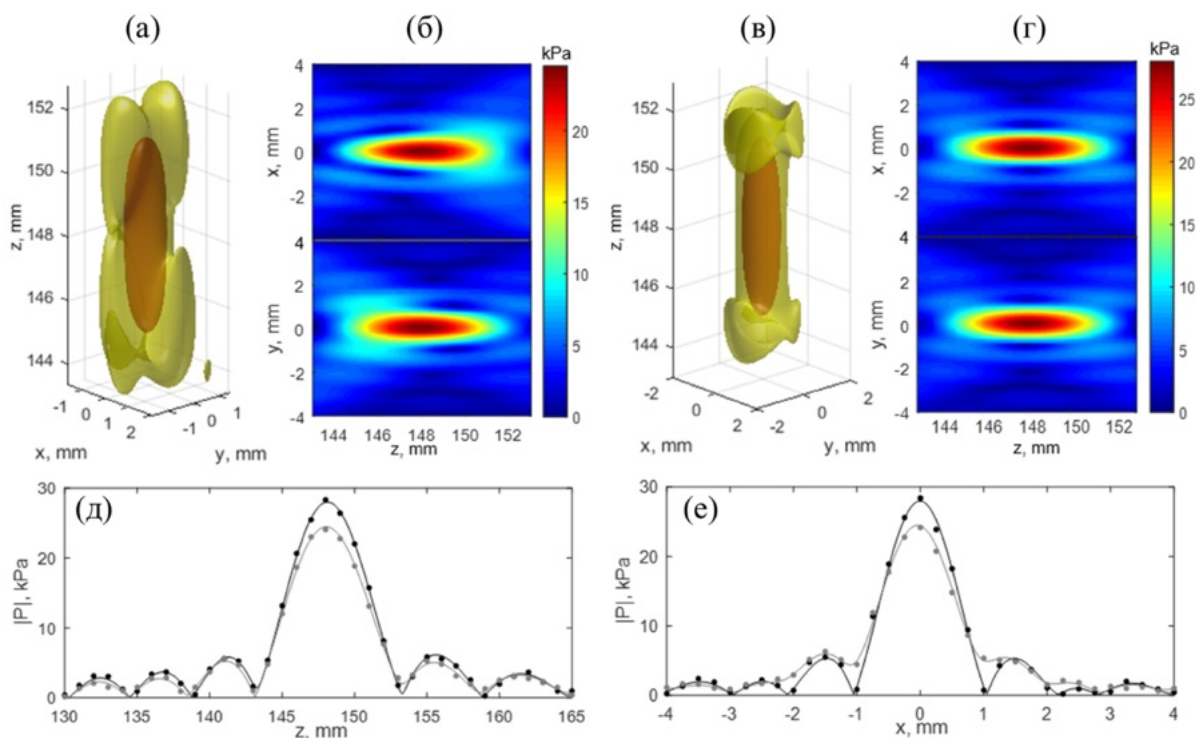 (а) (б) (в) (г)
kPa kPa
4
2
0
-2
4
2
0
-2
-4
x, mm
y, mm
144 146 148 150 152
z, mm
20
15
10
5
0
152
150
148
146
144
z, mm
-1 0 1 2
-1 0 1
x, mm y, mm
152
150
148
146
144
z, mm
-2 0 2
-2 0 2
x, mm y, mm
4
2
0
-2
4
2
0
-2
-4
x, mm
y, mm
144 146 148 150 152
z, mm
25
20
15
10
5
0
(д)
30
20
10
0
|P|, kPa
130 135 140 145 150 155 160 165
z, mm
(е)
30
20
10
0
|P|, kPa
-4 -3 -2 -1 0 1 2 3 4
x, mm